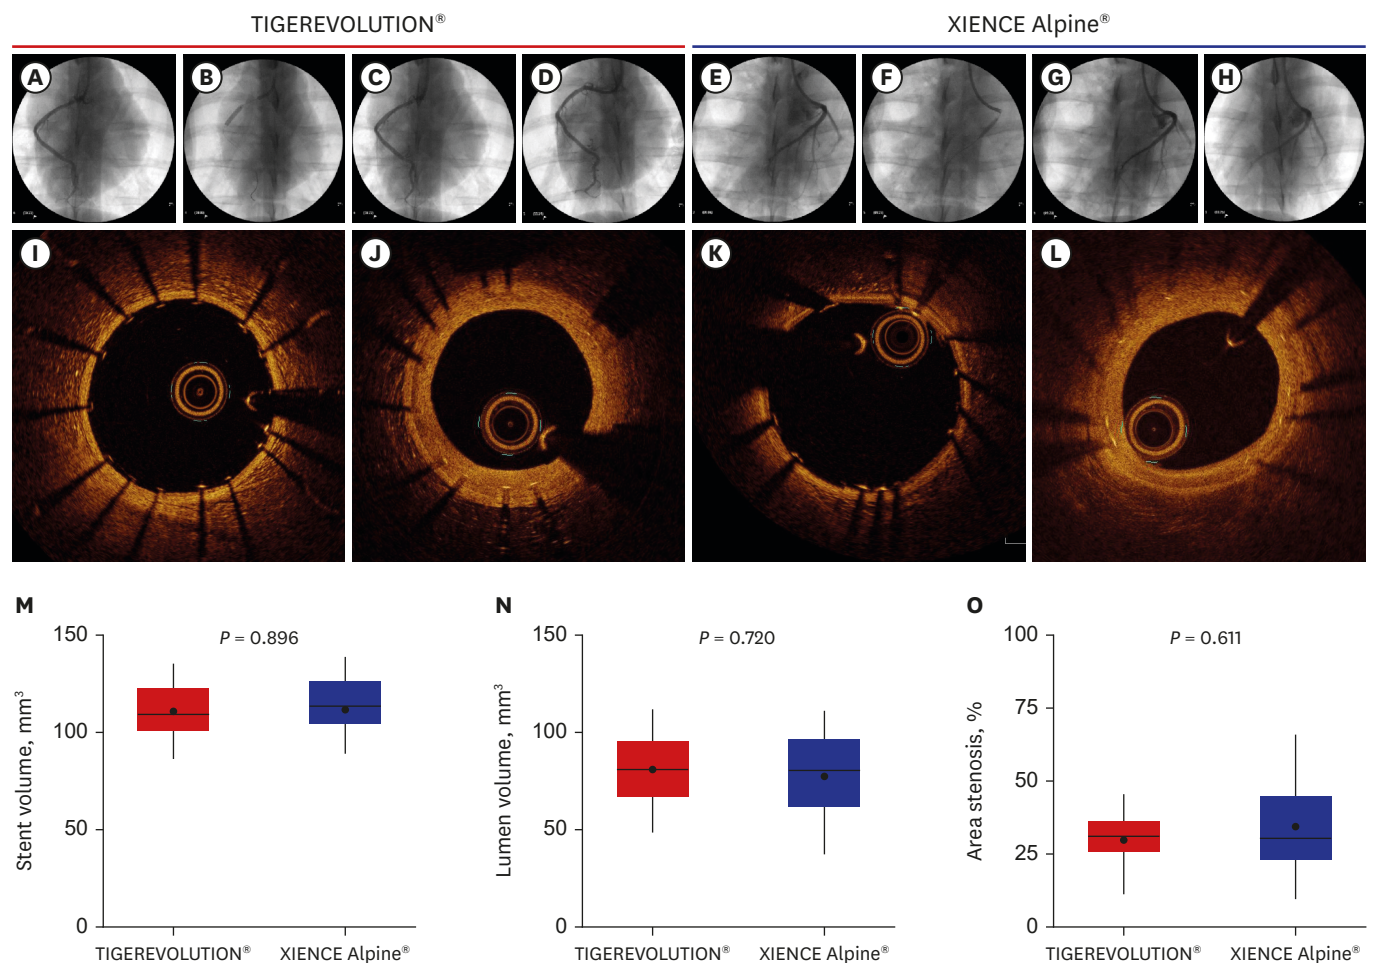 TIGEREVOLUTION® XIENCE Alpine®
A B C D E F G H
I J K L
M N O
P = 0.896
Stent volume, mm³
150
100
50
0
TIGEREVOLUTION® XIENCE Alpine®
P = 0.720
Lumen volume, mm³
150
100
50
0
TIGEREVOLUTION® XIENCE Alpine®
P = 0.611
Area stenosis, %
100
75
50
25
0
TIGEREVOLUTION® XIENCE Alpine®